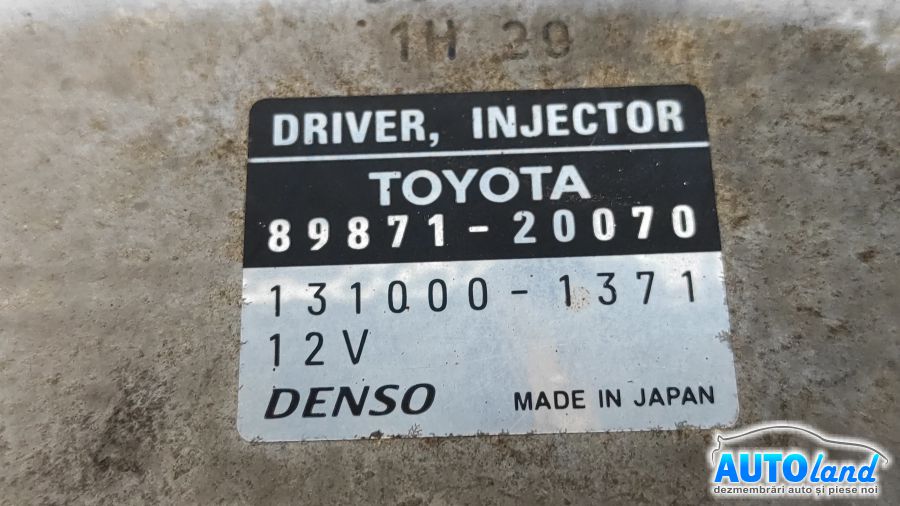 1H 29
DRIVER, INJECTOR
TOYOTA
89871-20070
131000-1371
12V
DENSO MADE IN JAPAN
AUTOland
dezmembrări auto și piese noi